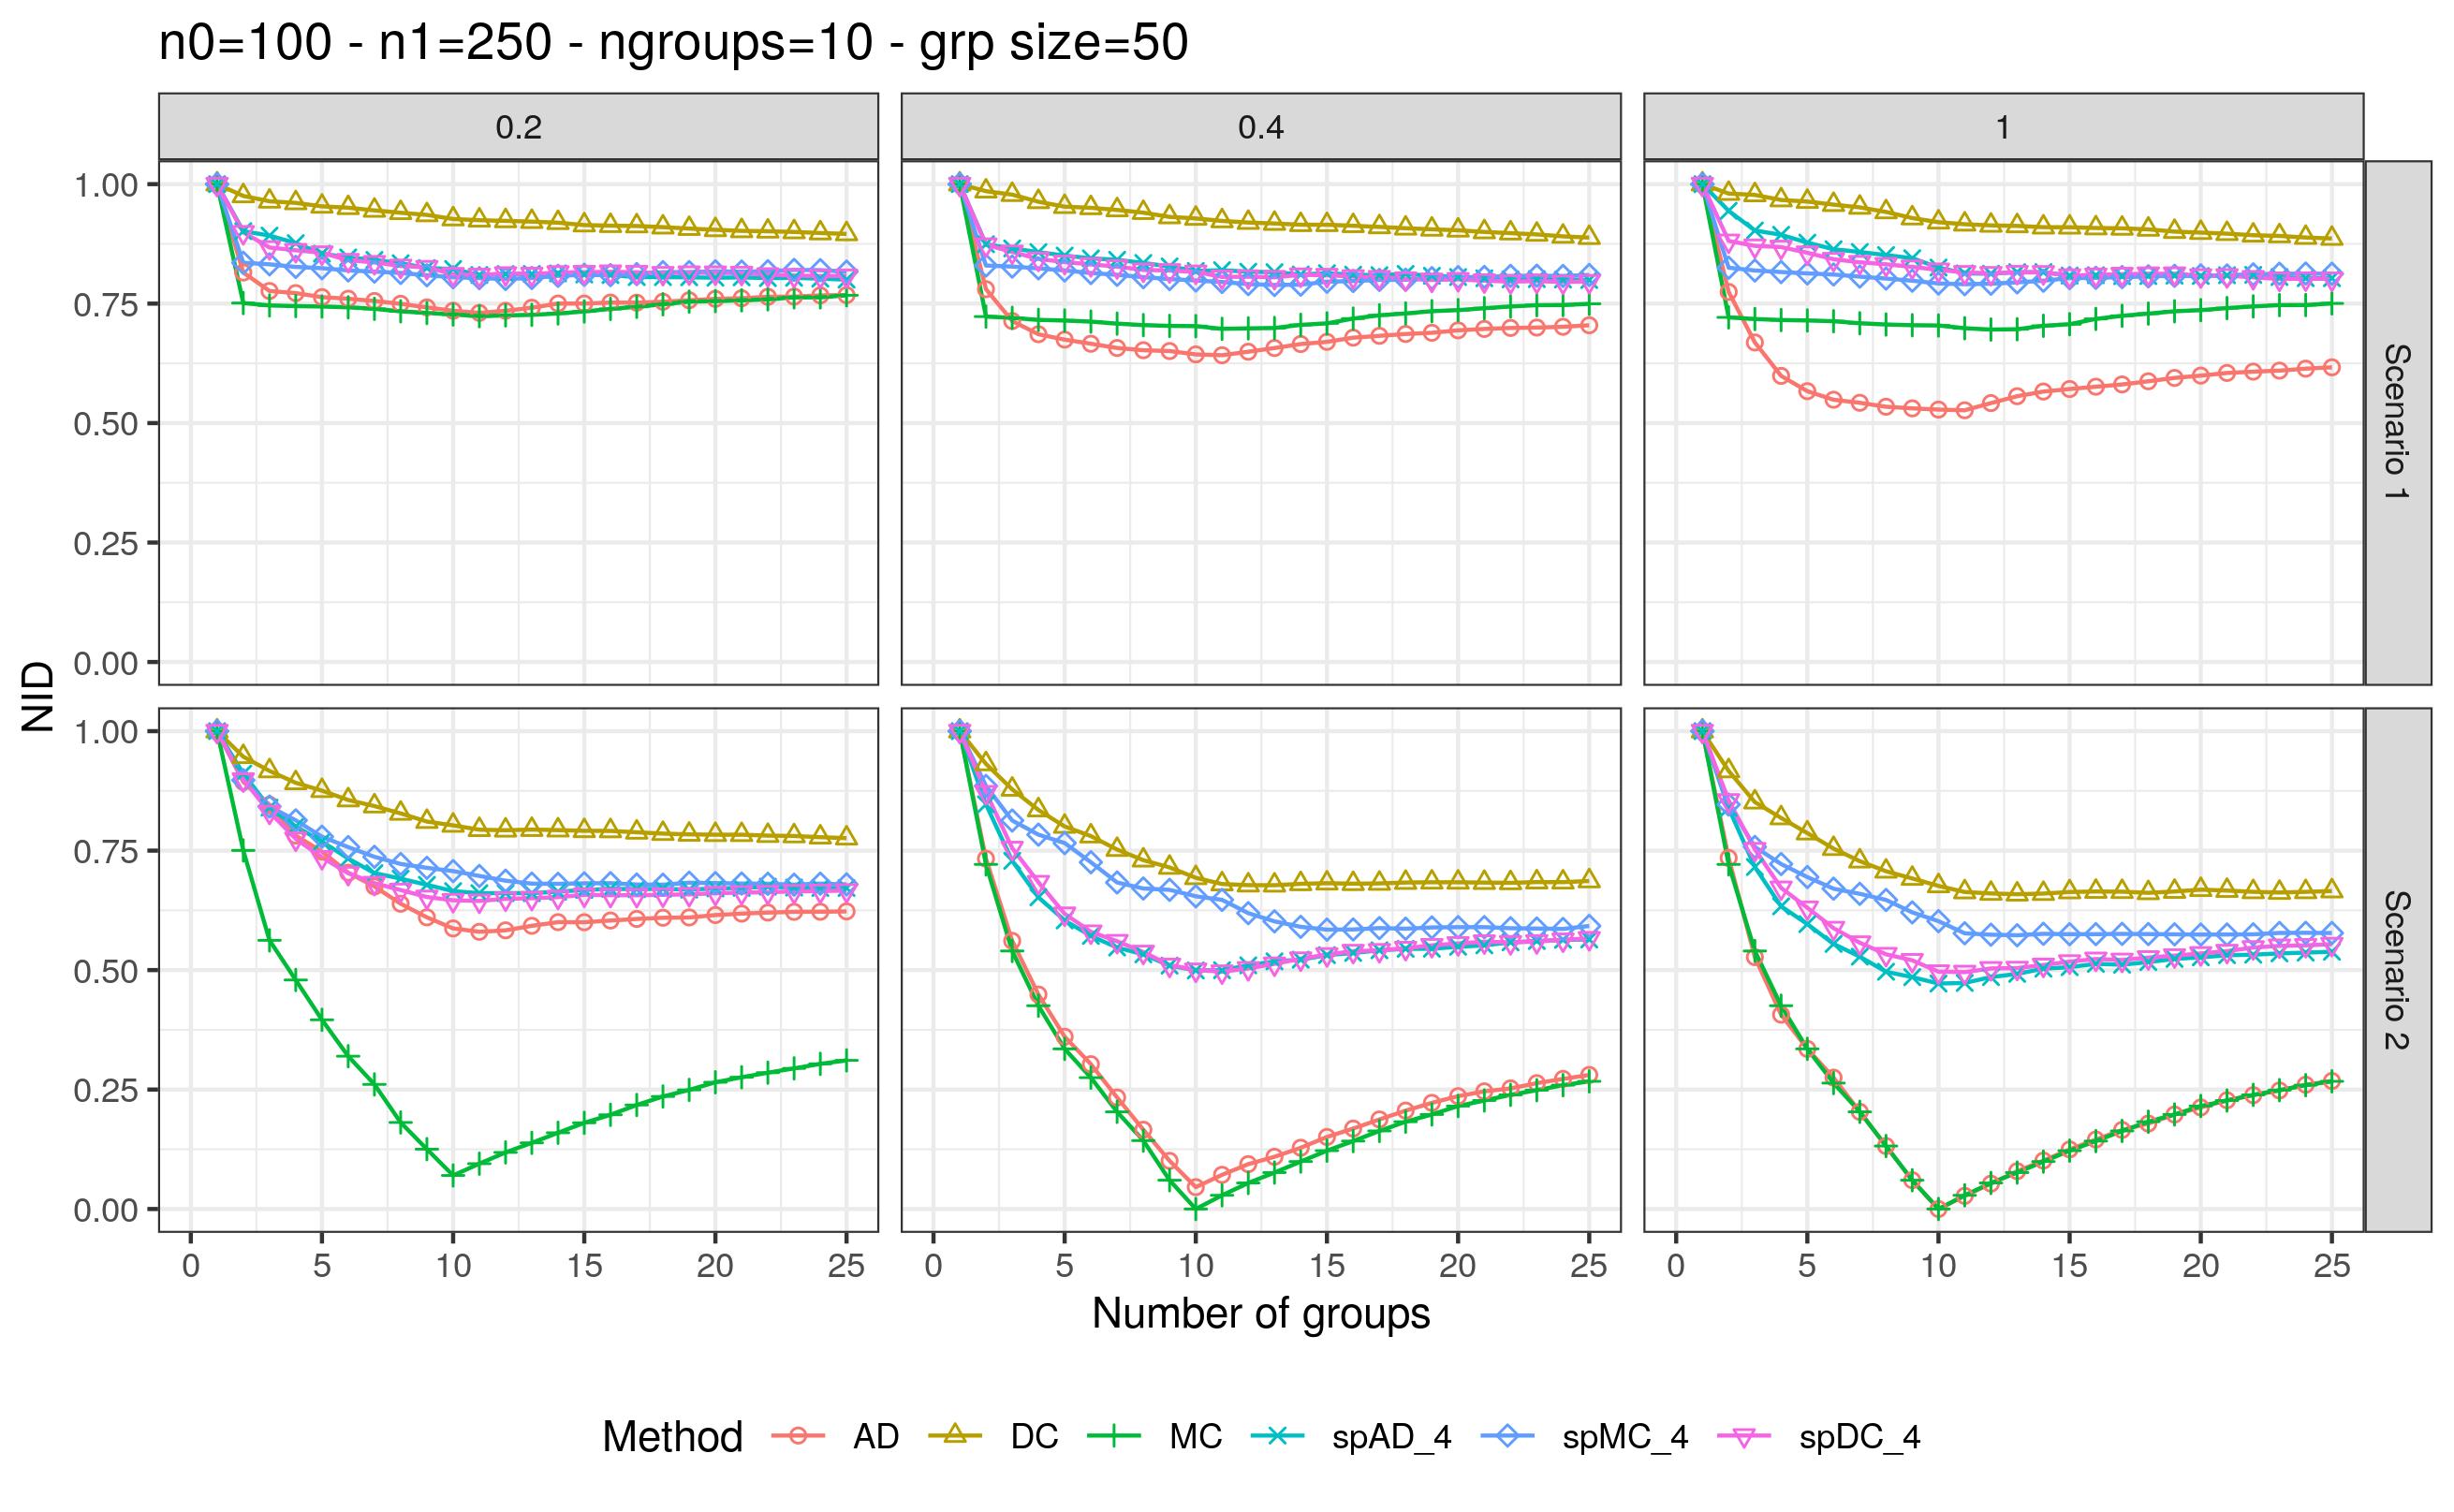 n0=100 - n1=250 - ngroups=10 - grp size=50
0.2 0.4 1
1.00
0.75
0.50
0.25
0.00
Scenario 1
NID
1.00
0.75
0.50
0.25
0.00
Scenario 2
0 5 10 15 20 25 0 5 10 15 20 25 0 5 10 15 20 25
Number of groups
Method AD DC MC spAD_4 spMC_4 spDC_4